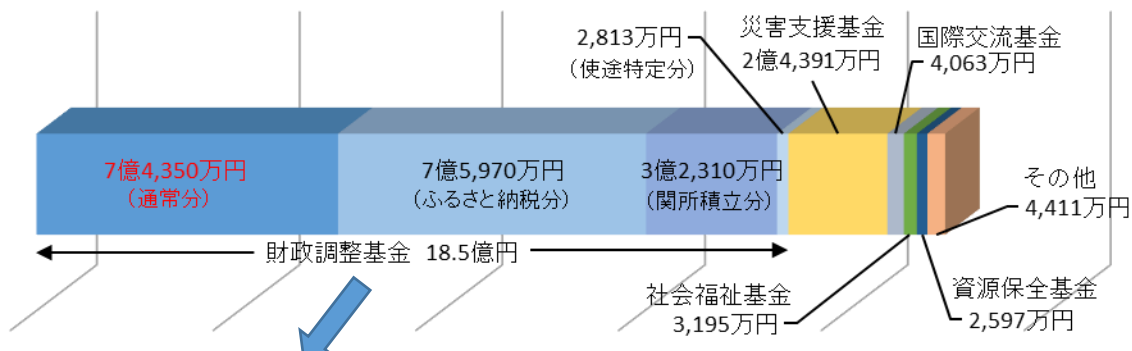 2,813万円
（使途特定分）
災害支援基金
2億4,391万円
国際交流基金
4,063万円
7億4,350万円
（通常分）
7億5,970万円
（ふるさと納税分）
3億2,310万円
（関所積立分）
その他
4,411万円
財政調整基金 18.5億円
社会福祉基金
3,195万円
資源保全基金
2,597万円